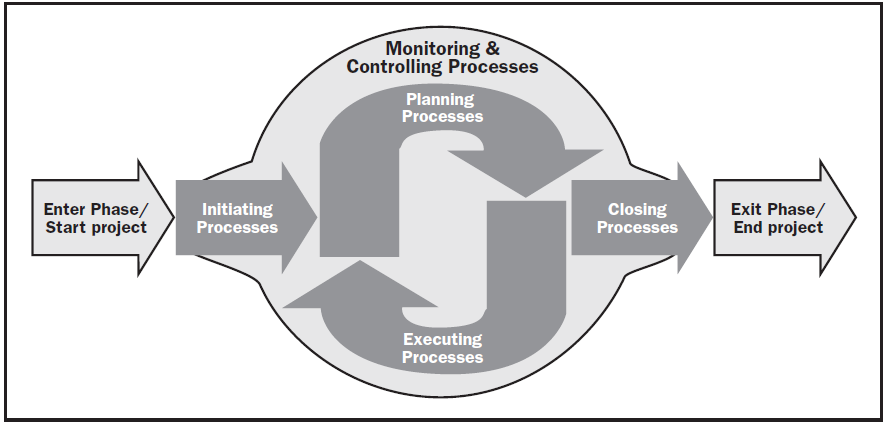 Monitoring &
Controlling Processes
Planning
Processes
Enter Phase/
Start project
Initiating
Processes
Closing
Processes
Exit Phase/
End project
Executing
Processes